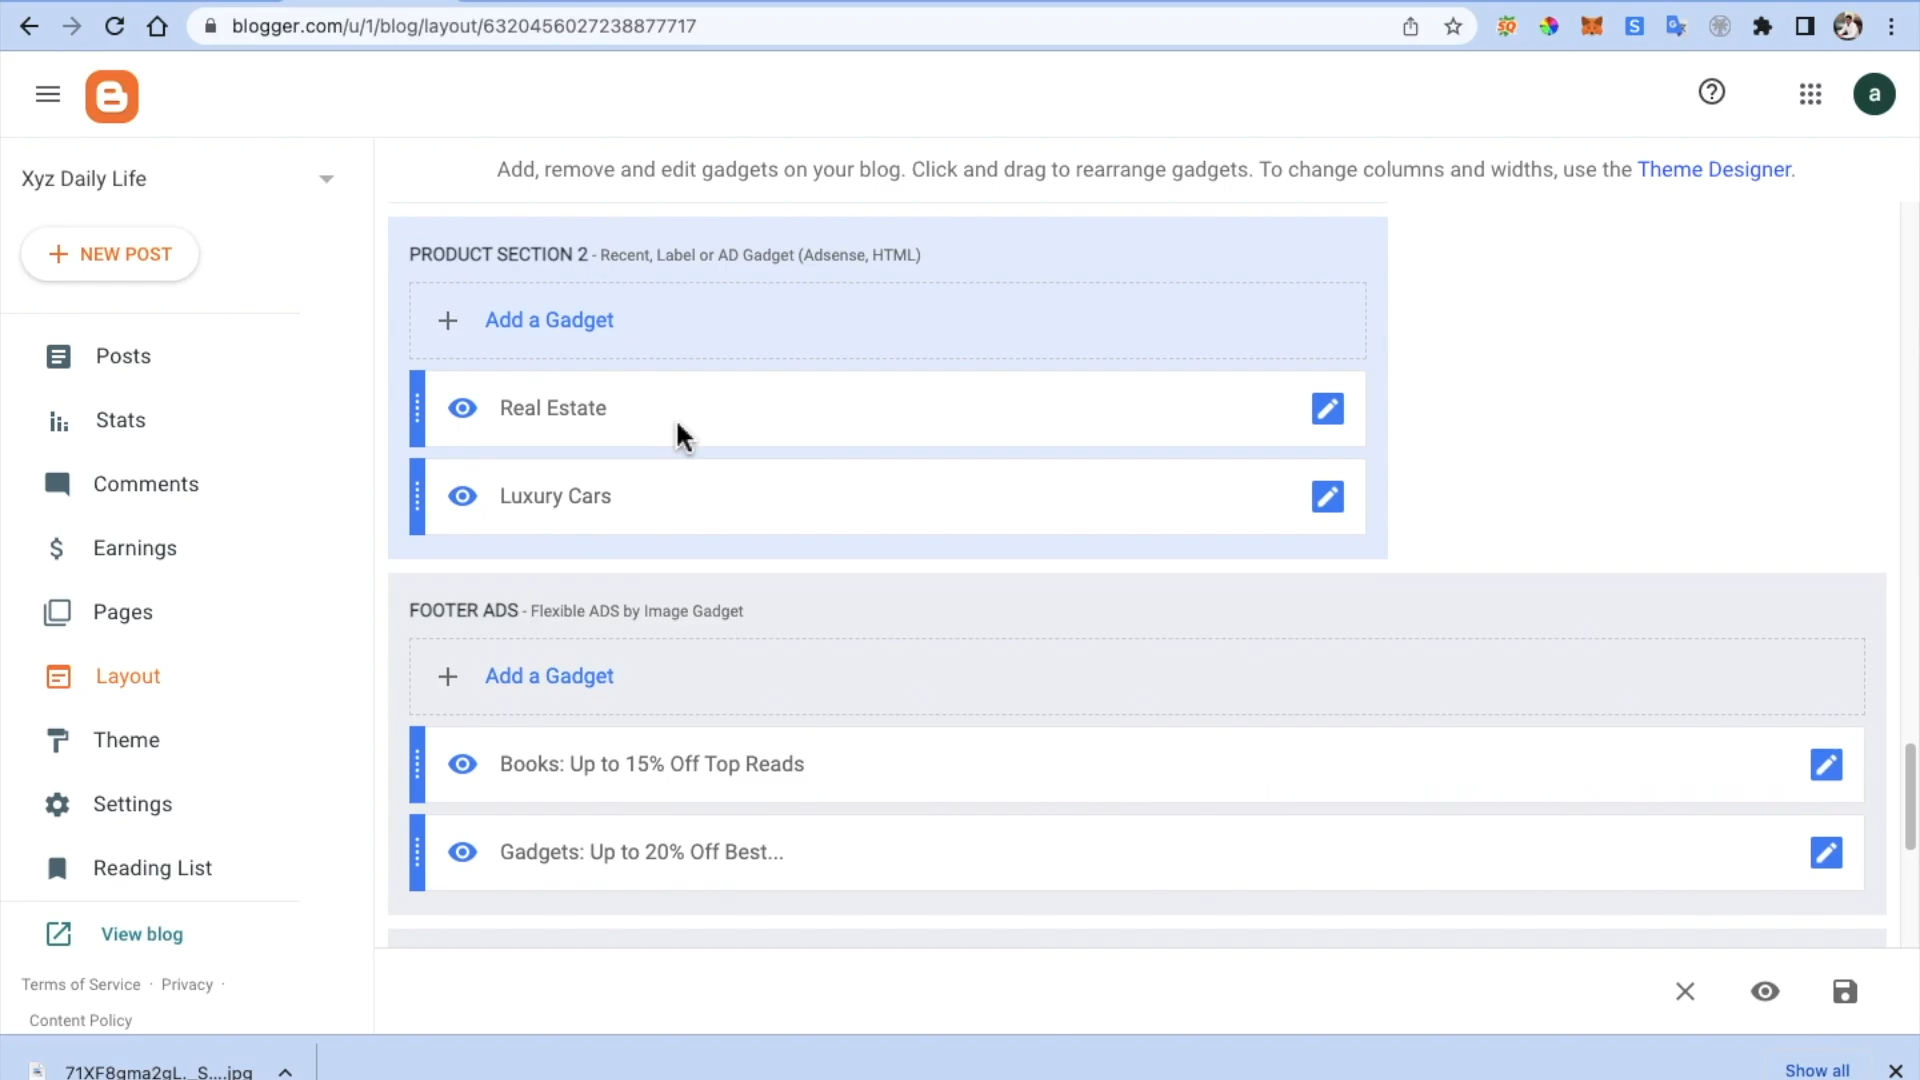 blogger.com/u/1/blog/layout/6320456027238877717
a
Xyz Daily Life
Add, remove and edit gadgets on your blog. Click and drag to rearrange gadgets. To change columns and widths, use the Theme Designer.
NEW POST
Posts
Stats
Comments
Earnings
Pages
Layout
Theme
Settings
Reading List
View blog
Terms of Service · Privacy ·
Content Policy
PRODUCT SECTION 2 - Recent, Label or AD Gadget (Adsense, HTML)
Add a Gadget
Real Estate
Luxury Cars
FOOTER ADS - Flexible ADS by Image Gadget
Add a Gadget
Books: Up to 15% Off Top Reads
Gadgets: Up to 20% Off Best...
71XF8gma2gL._S....jpg
Show all